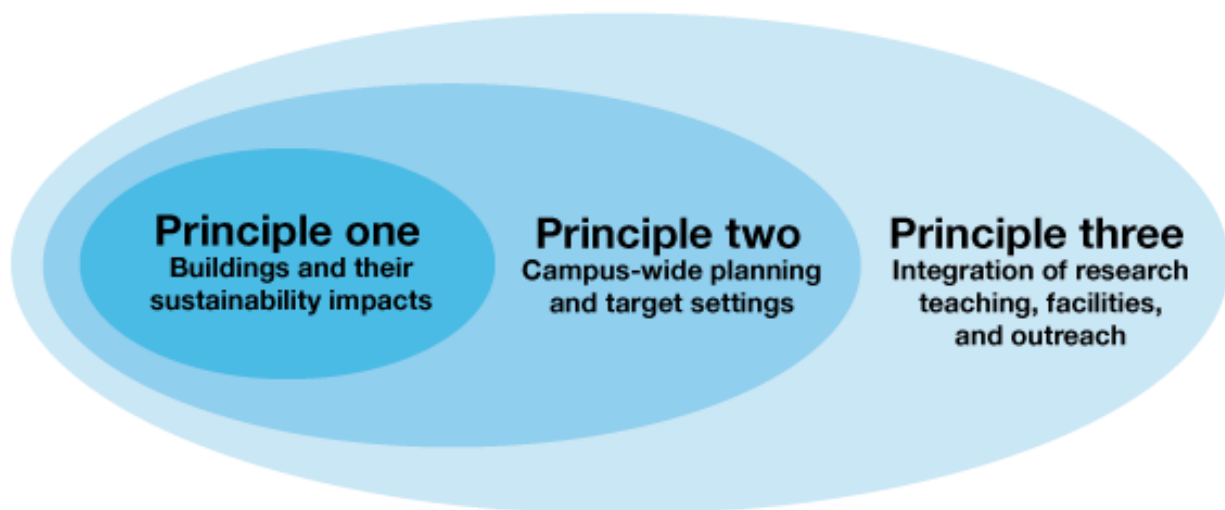 Principle one
Buildings and their
sustainability impacts
Principle two
Campus-wide planning
and target settings
Principle three
Integration of research
teaching, facilities,
and outreach